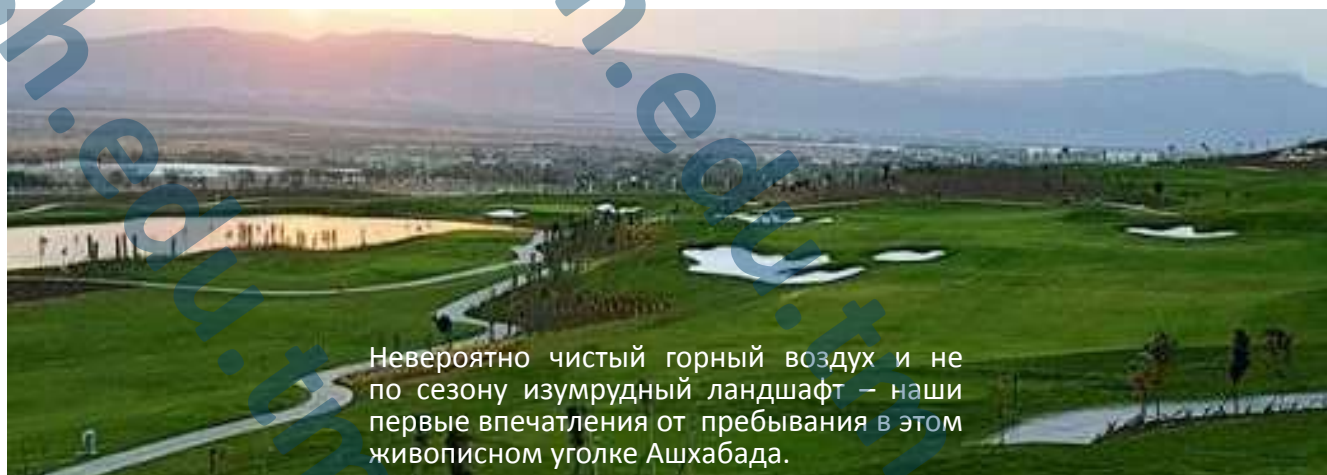 Невероятно чистый горный воздух и не
по сезону изумрудный ландшафт – наши
первые впечатления от пребывания в этом
живописном уголке Ашхабада.